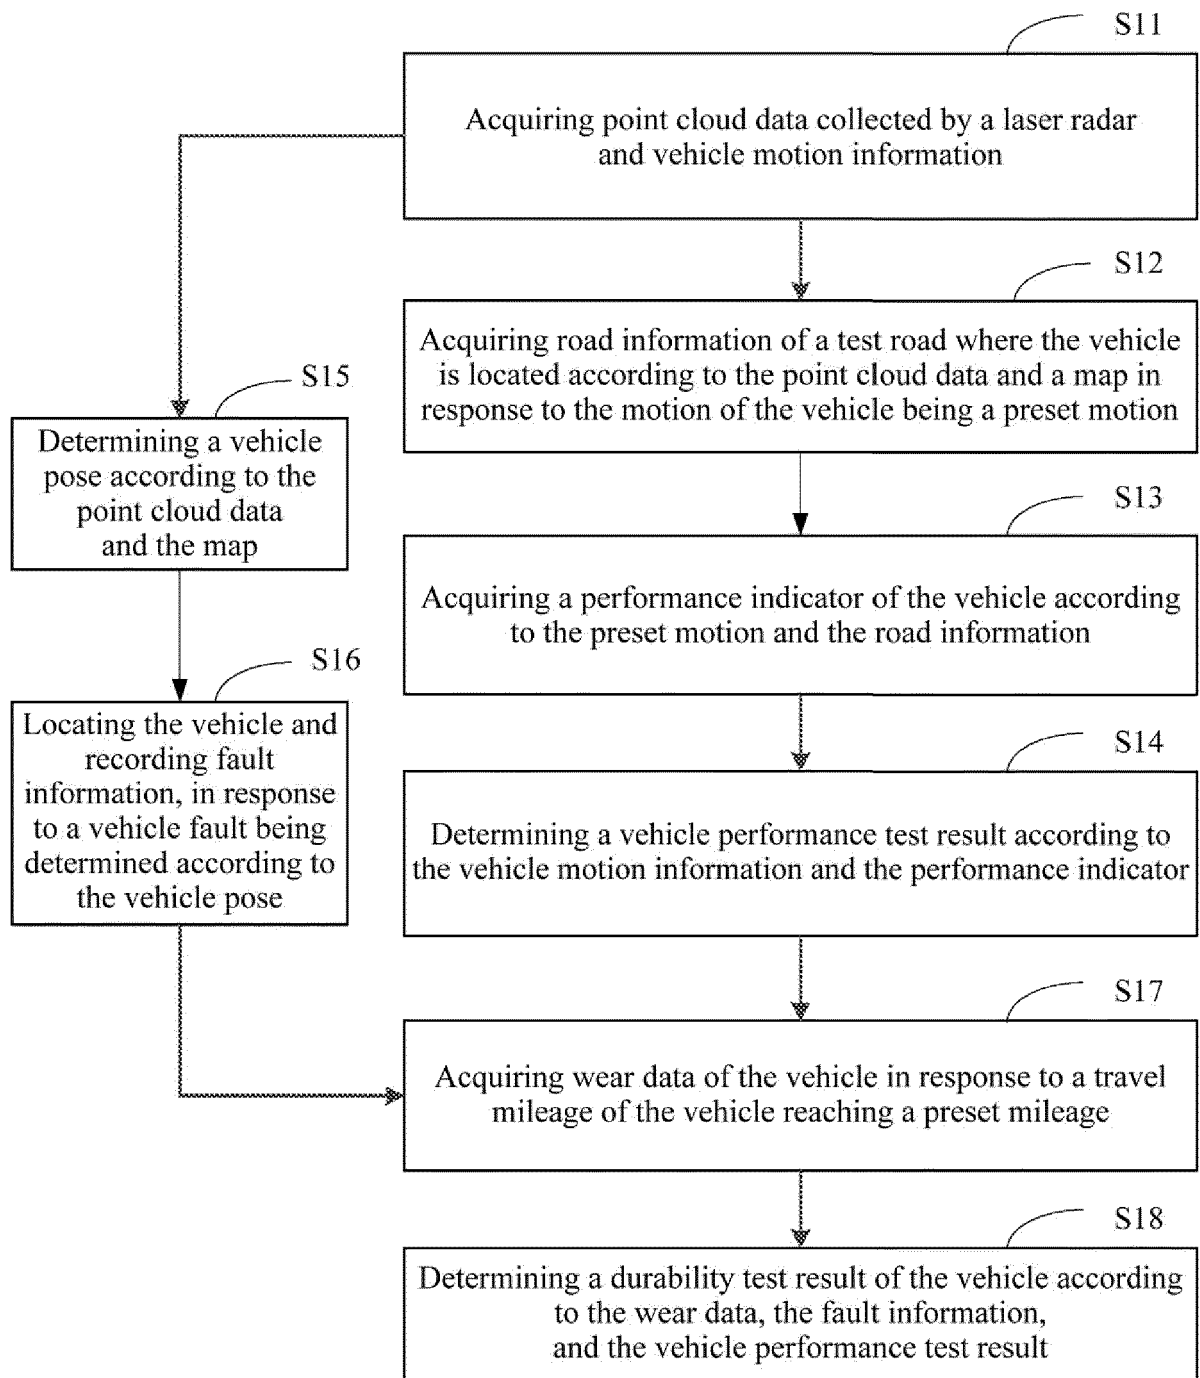 S11
Acquiring point cloud data collected by a laser radar
and vehicle motion information
S12
Acquiring road information of a test road where the vehicle
is located according to the point cloud data and a map in
response to the motion of the vehicle being a preset motion
S15
Determining a vehicle
pose according to the
point cloud data
and the map
S13
Acquiring a performance indicator of the vehicle according
to the preset motion and the road information
S16
Locating the vehicle and
recording fault
information, in response
to a vehicle fault being
determined according to
the vehicle pose
S14
Determining a vehicle performance test result according to
the vehicle motion information and the performance indicator
S17
Acquiring wear data of the vehicle in response to a travel
mileage of the vehicle reaching a preset mileage
S18
Determining a durability test result of the vehicle according
to the wear data, the fault information,
and the vehicle performance test result